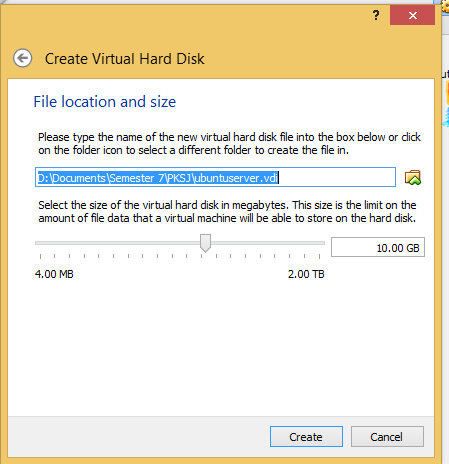 ?
Create Virtual Hard Disk
File location and size
Please type the name of the new virtual hard disk file into the box below or click
on the folder icon to select a different folder to create the file in.
D:\Documents\Semester 7\PKSJ\ubuntuserver.vdi
Select the size of the virtual hard disk in megabytes. This size is the limit on the
amount of file data that a virtual machine will be able to store on the hard disk.
10.00 GB
4.00 MB 2.00 TB
Create Cancel